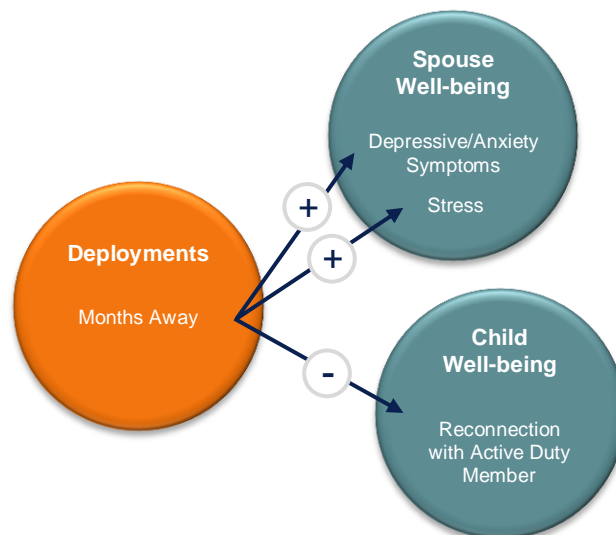 Spouse
Well-being
Depressive/Anxiety
Symptoms
Stress
+
+
Deployments
Months Away
-
Child
Well-being
Reconnection
with Active Duty
Member